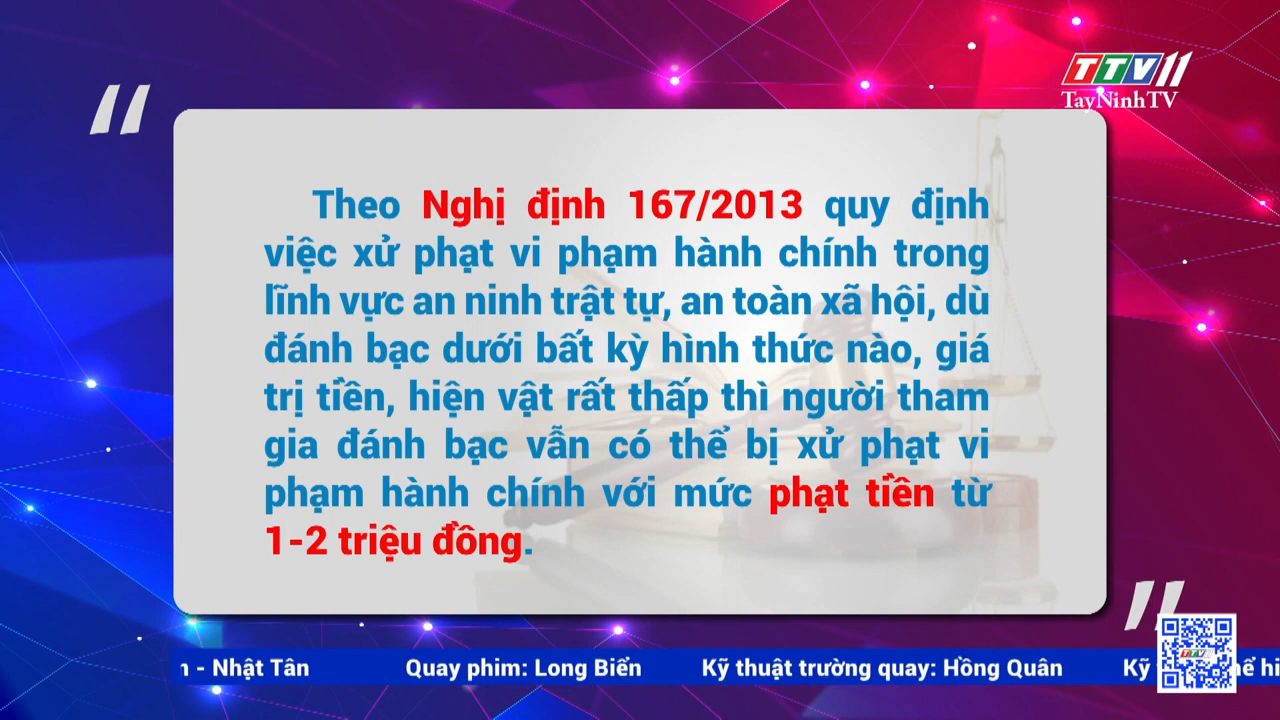 TTV11
TayNinhTV
Theo Nghị định 167/2013 quy định
việc xử phạt vi phạm hành chính trong
lĩnh vực an ninh trật tự, an toàn xã hội, dù
đánh bạc dưới bất kỳ hình thức nào, giá
trị tiền, hiện vật rất thấp thì người tham
gia đánh bạc vẫn có thể bị xử phạt vi
phạm hành chính với mức phạt tiền từ
1-2 triệu đồng.
- Nhật Tân Quay phim: Long Biển Kỹ thuật trường quay: Hồng Quân Kỹ